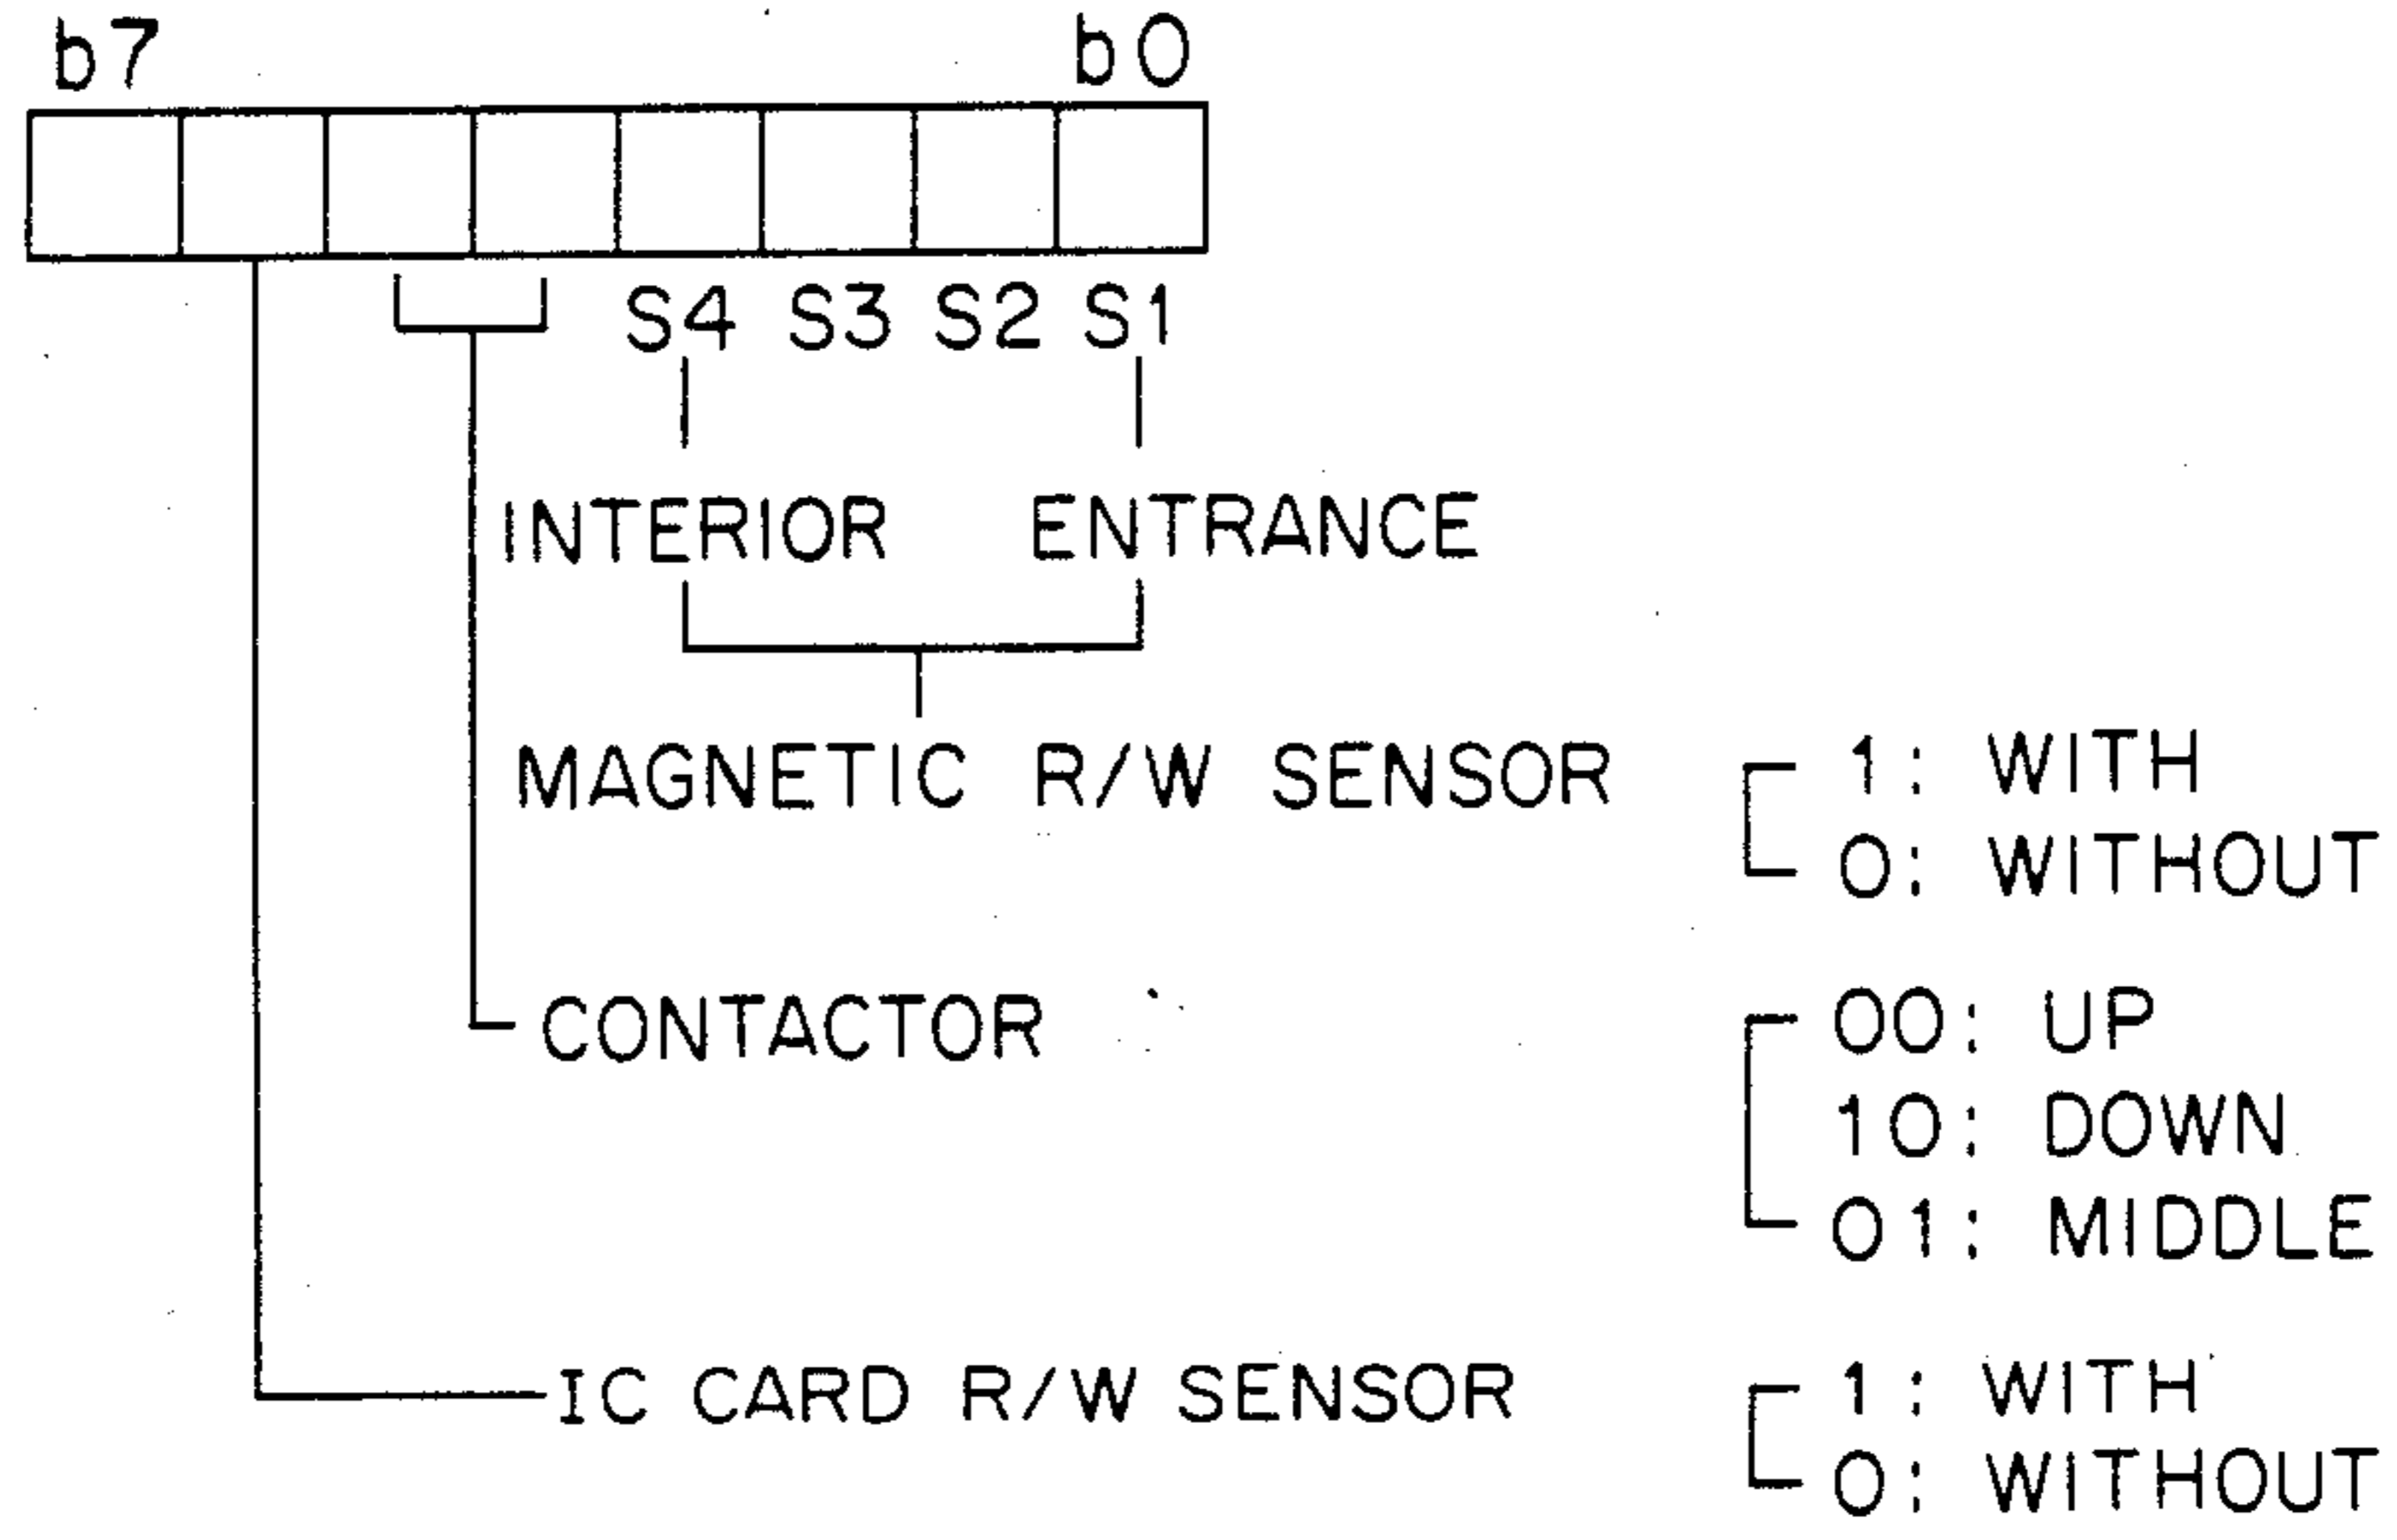 b7 b0
S4 S3 S2 S1
INTERIOR ENTRANCE
MAGNETIC R/W SENSOR 1: WITH
0: WITHOUT
CONTACTOR 00: UP
10: DOWN
01: MIDDLE
IC CARD R/W SENSOR 1: WITH
0: WITHOUT